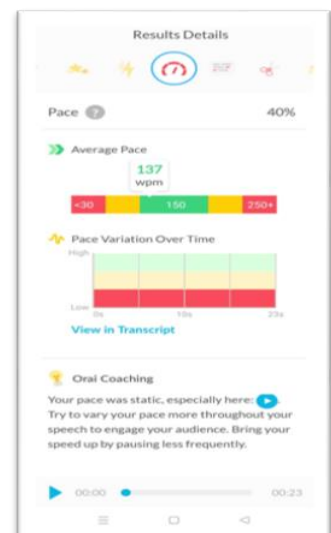 Results Details
Pace ? 40%
Average Pace
137
wpm
<30 150 250+
Pace Variation Over Time
High
Low
0s 10s 23s
View in Transcript
Orai Coaching
Your pace was static, especially here:
Try to vary your pace more throughout your
speech to engage your audience. Bring your
speed up by pausing less frequently.
00:00 00:23